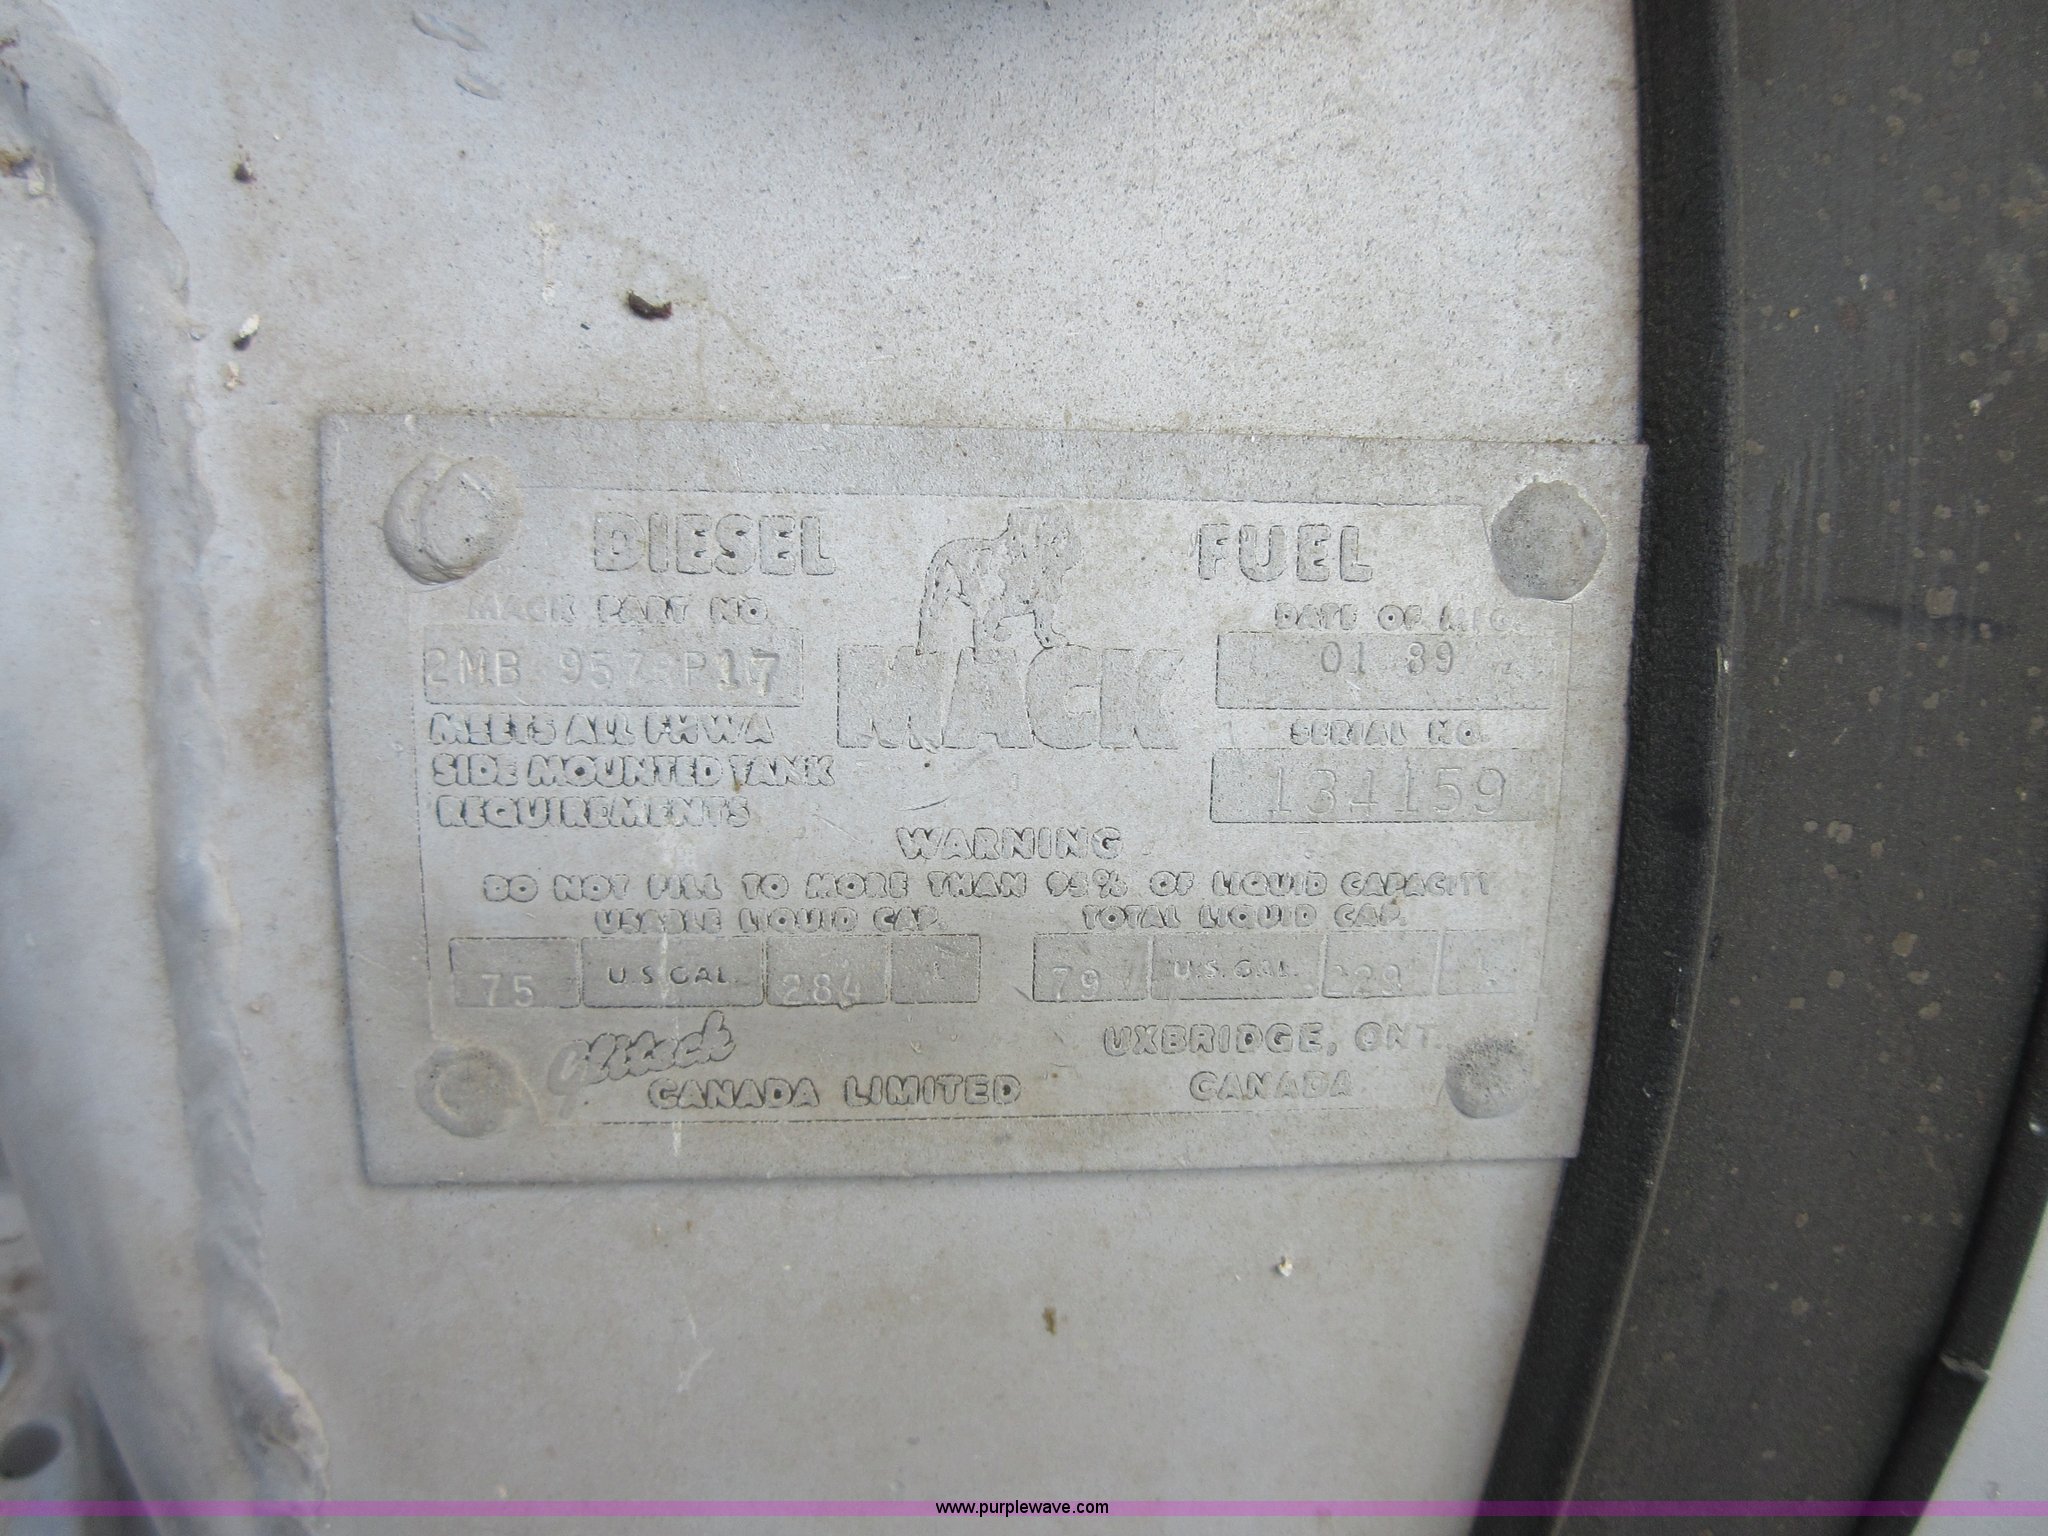 DIESEL FUEL
MACK PART NO. DATE OF MFG.
2MB 957 P17 MACK 01 89
MEETS ALL FHWA SERIAL NO.
SIDE MOUNTED TANK 134159
REQUIREMENTS
WARNING
DO NOT FILL TO MORE THAN 95% OF LIQUID CAPACITY
USABLE LIQUID CAP. TOTAL LIQUID CAP.
75 U.S. GAL. 284 L 79 U.S. GAL.
UXBRIDGE, ONT.
CANADA LIMITED CANADA
www.purplewave.com